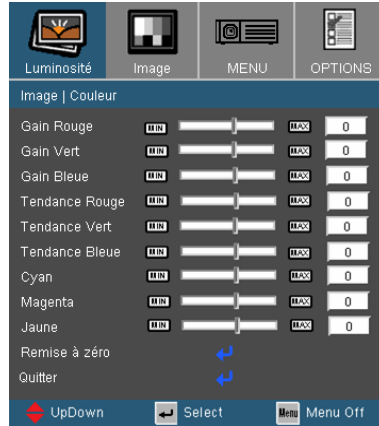 Luminosité Image MENU OPTIONS
Image | Couleur
Gain Rouge MIN MAX 0
Gain Vert MIN MAX 0
Gain Bleue MIN MAX 0
Tendance Rouge MIN MAX 0
Tendance Vert MIN MAX 0
Tendance Bleue MIN MAX 0
Cyan MIN MAX 0
Magenta MIN MAX 0
Jaune MIN MAX 0
Remise à zéro
Quitter
UpDown Select Menu Menu Off